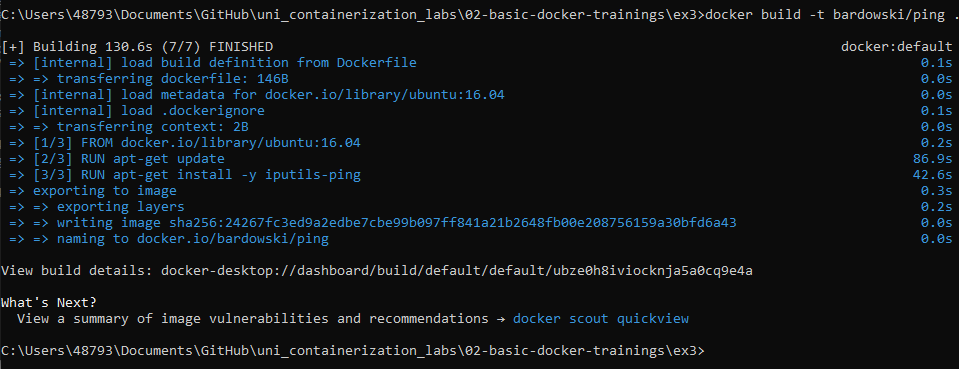 C:\Users\48793\Documents\GitHub\uni_containerization_labs\02-basic-docker-trainings\ex3>docker build -t bardowski/ping .
[+] Building 130.6s (7/7) FINISHED docker:default
=> [internal] load build definition from Dockerfile 0.1s
=> => transferring dockerfile: 146B 0.0s
=> [internal] load metadata for docker.io/library/ubuntu:16.04 0.0s
=> [internal] load .dockerignore 0.1s
=> => transferring context: 2B 0.0s
=> [1/3] FROM docker.io/library/ubuntu:16.04 0.2s
=> [2/3] RUN apt-get update 86.9s
=> [3/3] RUN apt-get install -y iputils-ping 42.6s
=> exporting to image 0.3s
=> => exporting layers 0.2s
=> => writing image sha256:24267fc3ed9a2edbe7cbe99b097ff841a21b2648fb00e208756159a30bfd6a43 0.0s
=> => naming to docker.io/bardowski/ping 0.0s
View build details: docker-desktop://dashboard/build/default/default/ubze0h8iviocknja5a0cq9e4a
What's Next?
View a summary of image vulnerabilities and recommendations → docker scout quickview
C:\Users\48793\Documents\GitHub\uni_containerization_labs\02-basic-docker-trainings\ex3>